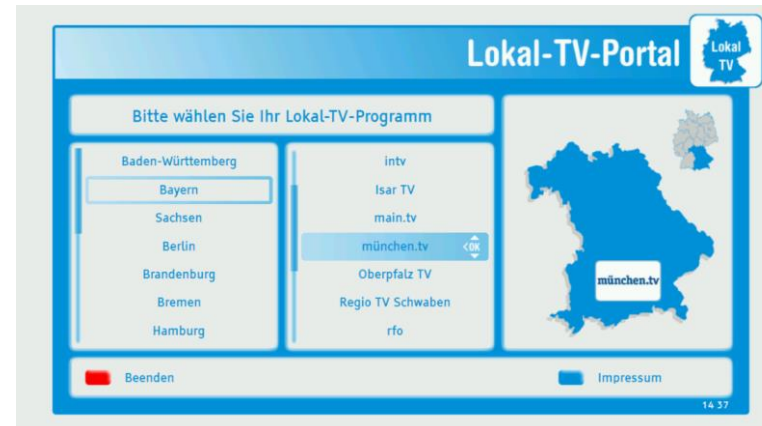 Lokal-TV-Portal
Lokal
TV
Bitte wählen Sie Ihr Lokal-TV-Programm
Baden-Württemberg
Bayern
Sachsen
Berlin
Brandenburg
Bremen
Hamburg
intv
Isar TV
main.tv
münchen.tv <OK
Oberpfalz TV
Regio TV Schwaben
rfo
münchen.tv
Beenden
Impressum
14 37